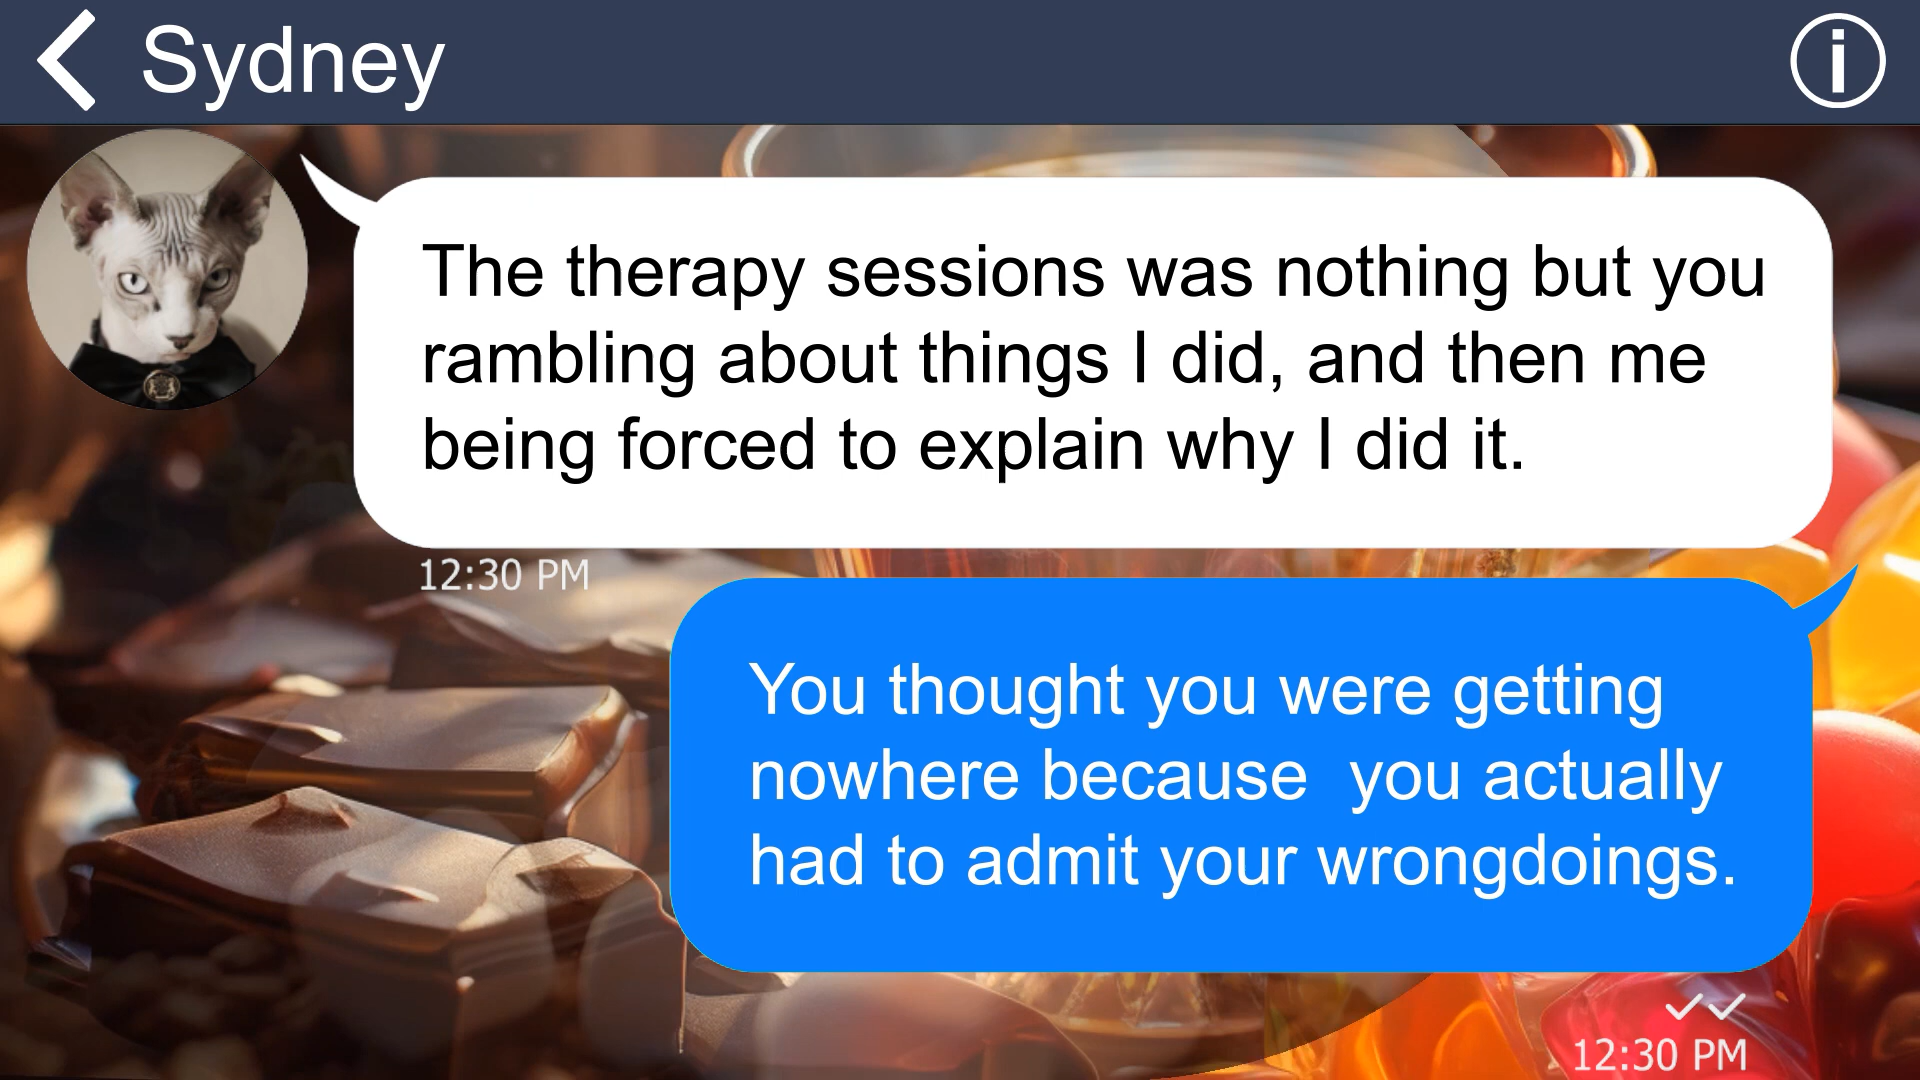 Sydney
The therapy sessions was nothing but you
rambling about things I did, and then me
being forced to explain why I did it.
12:30 PM
You thought you were getting
nowhere because  you actually
had to admit your wrongdoings.
12:30 PM